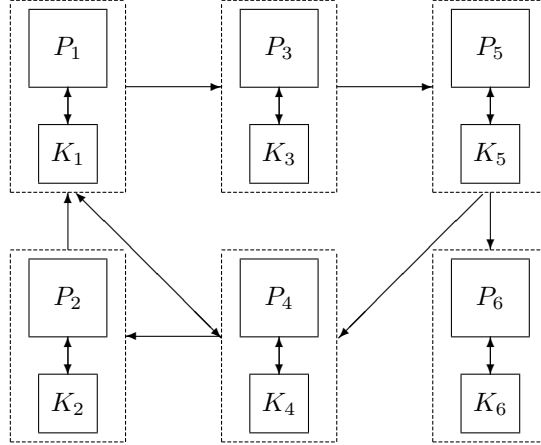 P₁ P₃ P₅
K₁ K₃ K₅
P₂ P₄ P₆
K₂ K₄ K₆